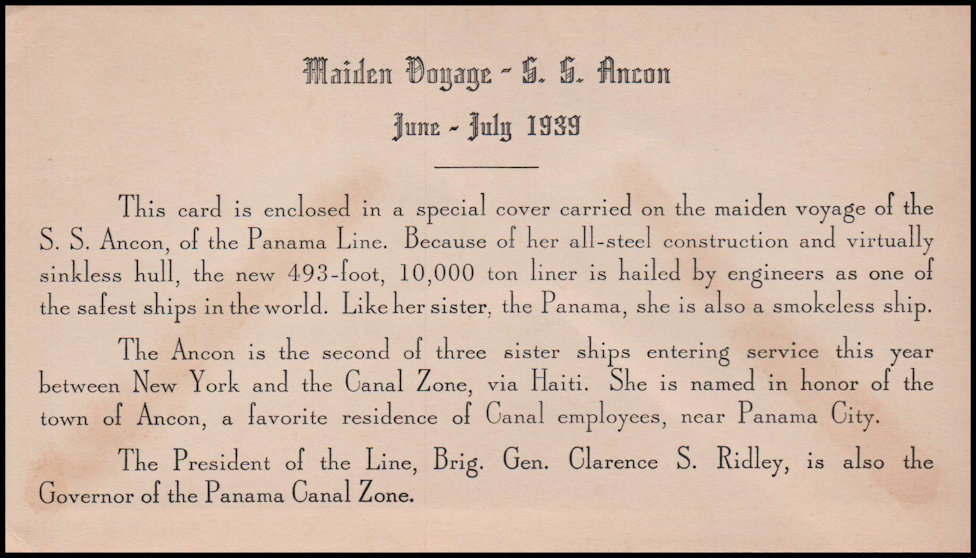 Maiden Voyage - S. S. Ancon
June - July 1939
This card is enclosed in a special cover carried on the maiden voyage of the
S. S. Ancon, of the Panama Line. Because of her all-steel construction and virtually
sinkless hull, the new 493-foot, 10,000 ton liner is hailed by engineers as one of
the safest ships in the world. Like her sister, the Panama, she is also a smokeless ship.
The Ancon is the second of three sister ships entering service this year
between New York and the Canal Zone, via Haiti. She is named in honor of the
town of Ancon, a favorite residence of Canal employees, near Panama City.
The President of the Line, Brig. Gen. Clarence S. Ridley, is also the
Governor of the Panama Canal Zone.